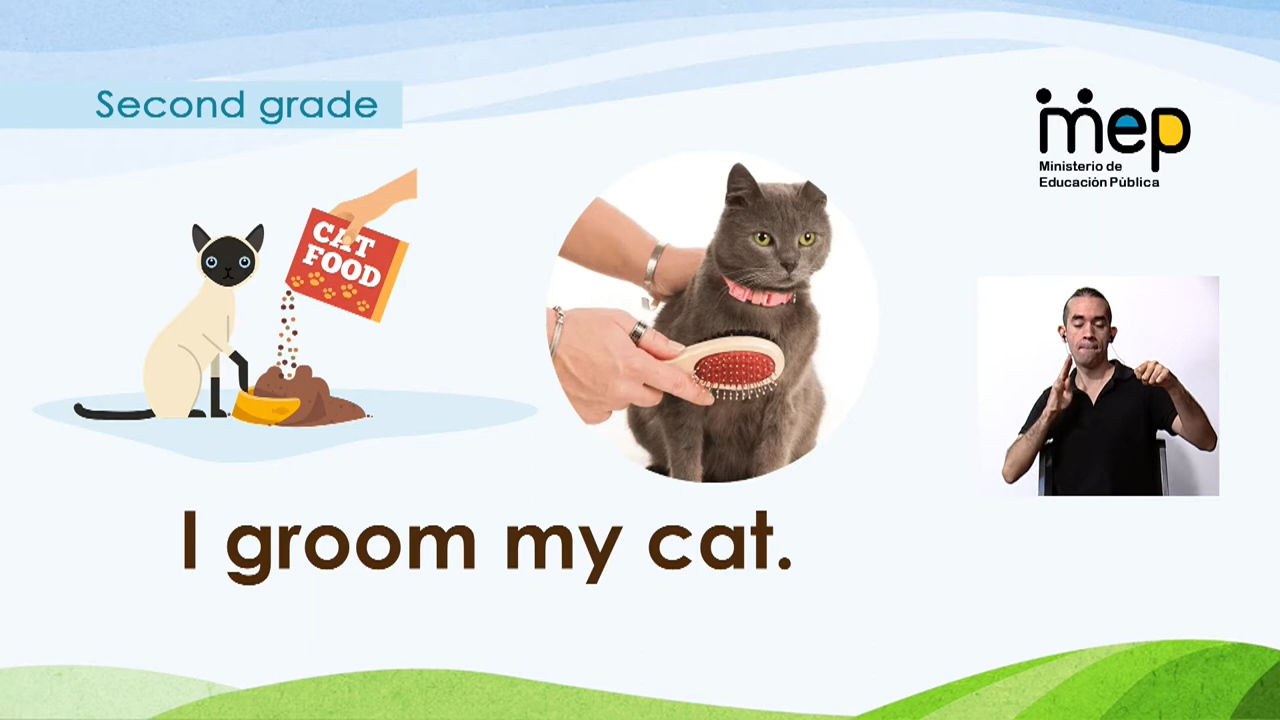 Second grade
mep
Ministerio de
Educación Pública
CAT
FOOD
I groom my cat.